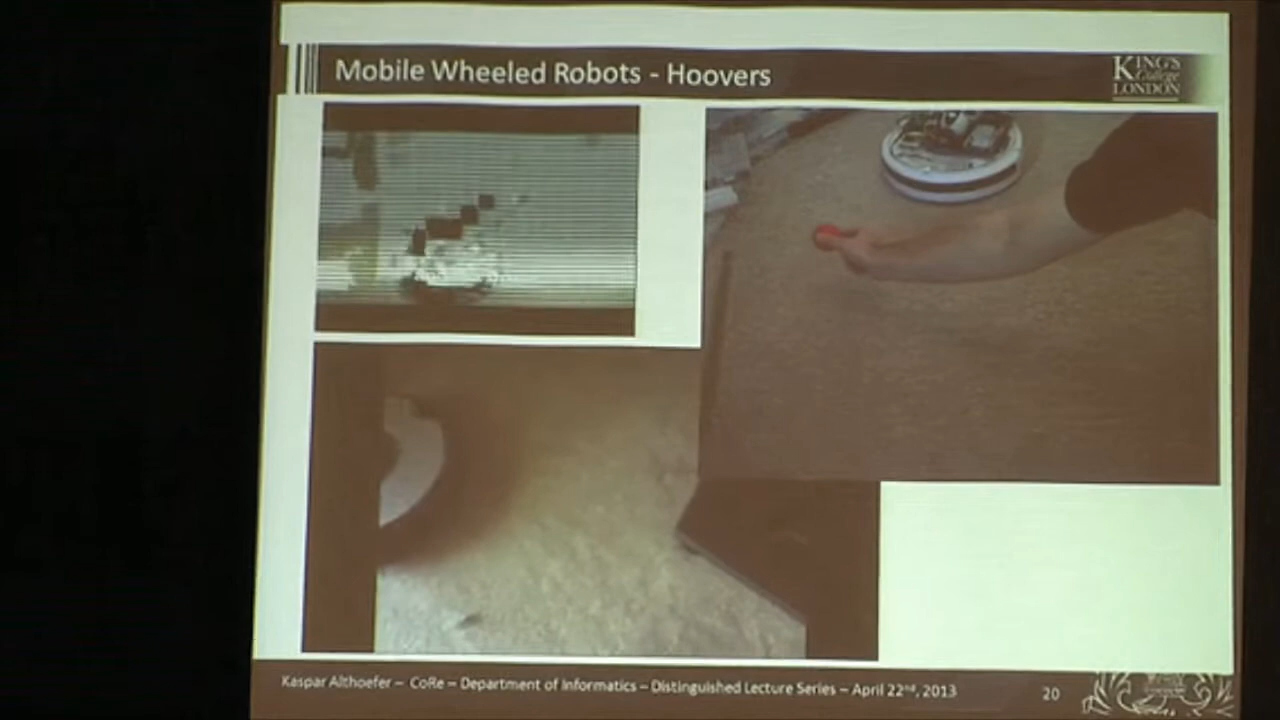 Mobile Wheeled Robots - Hoovers
KING'S
College
LONDON
Kaspar Althoefer – CoRe – Department of Informatics – Distinguished Lecture Series – April 22nd, 2013
20